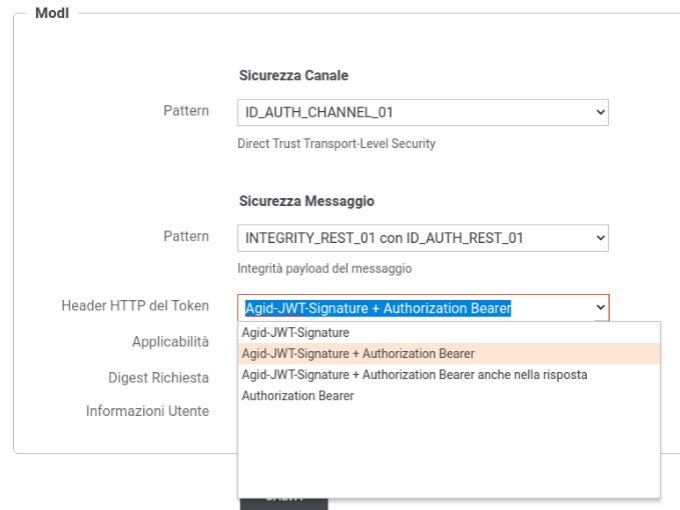 ModI
Sicurezza Canale
Pattern
ID_AUTH_CHANNEL_01
Direct Trust Transport-Level Security
Sicurezza Messaggio
Pattern
INTEGRITY_REST_01 con ID_AUTH_REST_01
Integrità payload del messaggio
Header HTTP del Token
Agid-JWT-Signature + Authorization Bearer
Agid-JWT-Signature
Applicabilità
Agid-JWT-Signature + Authorization Bearer
Digest Richiesta
Agid-JWT-Signature + Authorization Bearer anche nella risposta
Authorization Bearer
Informazioni Utente